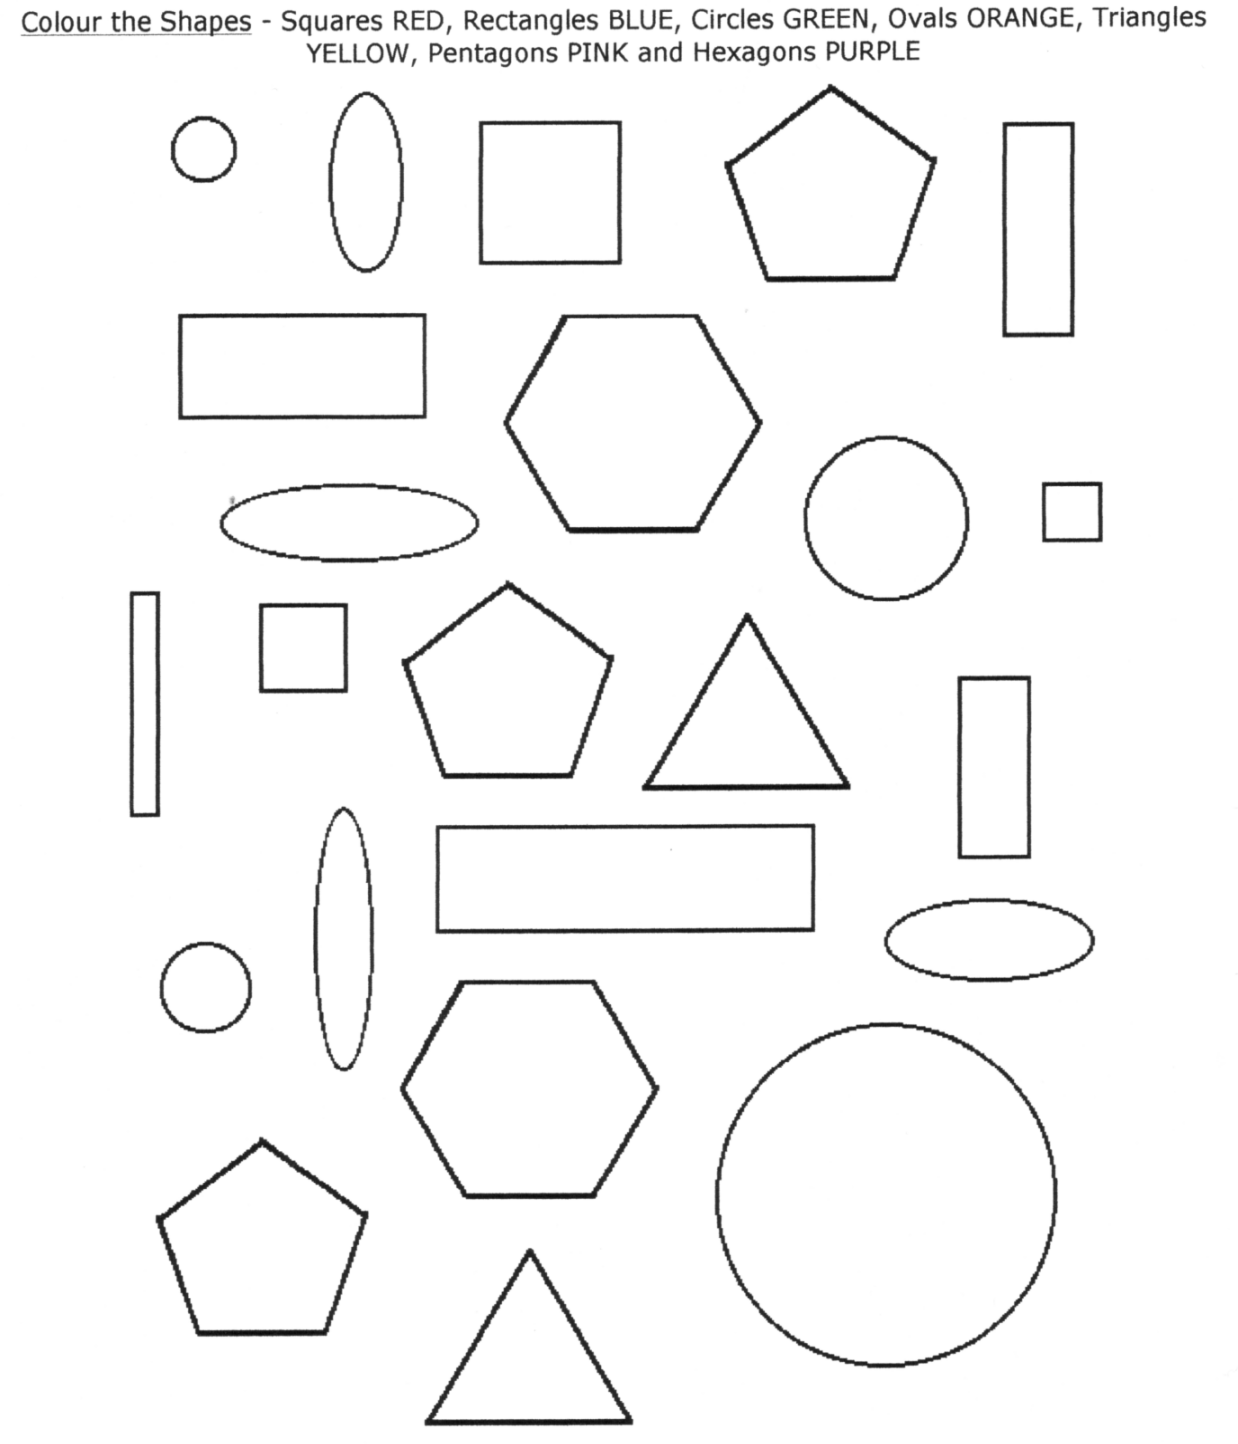 Colour the Shapes - Squares RED, Rectangles BLUE, Circles GREEN, Ovals ORANGE, Triangles
YELLOW, Pentagons PINK and Hexagons PURPLE